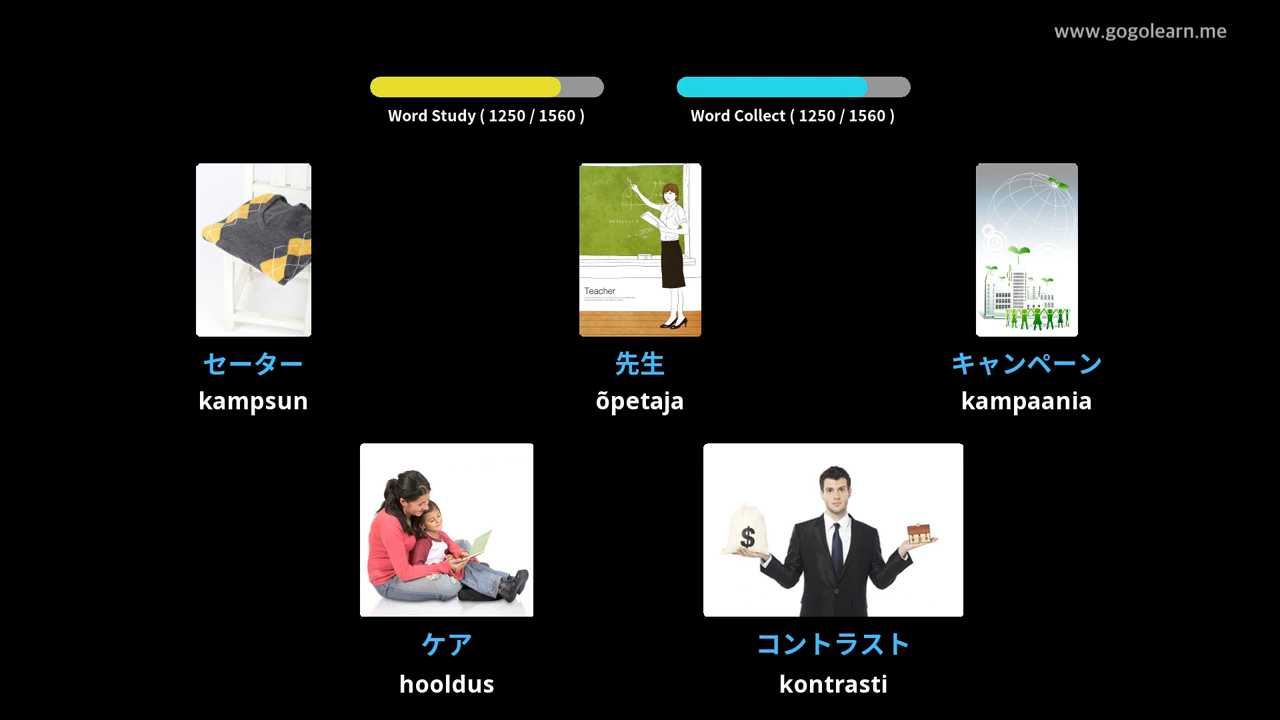 www.gogolearn.me
Word Study ( 1250 / 1560 )
Word Collect ( 1250 / 1560 )
Teacher
セーター
先生
キャンペーン
kampsun
õpetaja
kampaania
$
ケア
コントラスト
hooldus
kontrasti